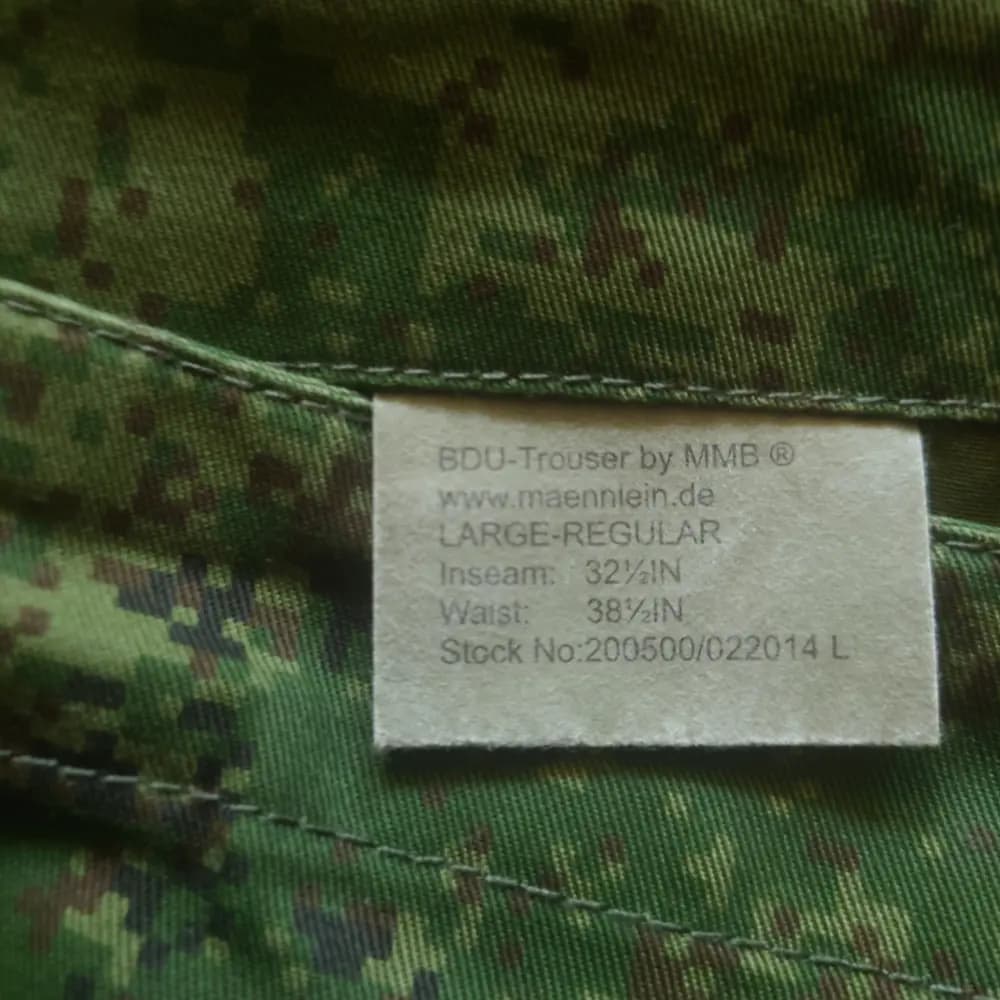 BDU-Trouser by MMB ®
www.maennlein.de
LARGE-REGULAR
Inseam: 32½IN
Waist: 38½IN
Stock No:200500/022014 L